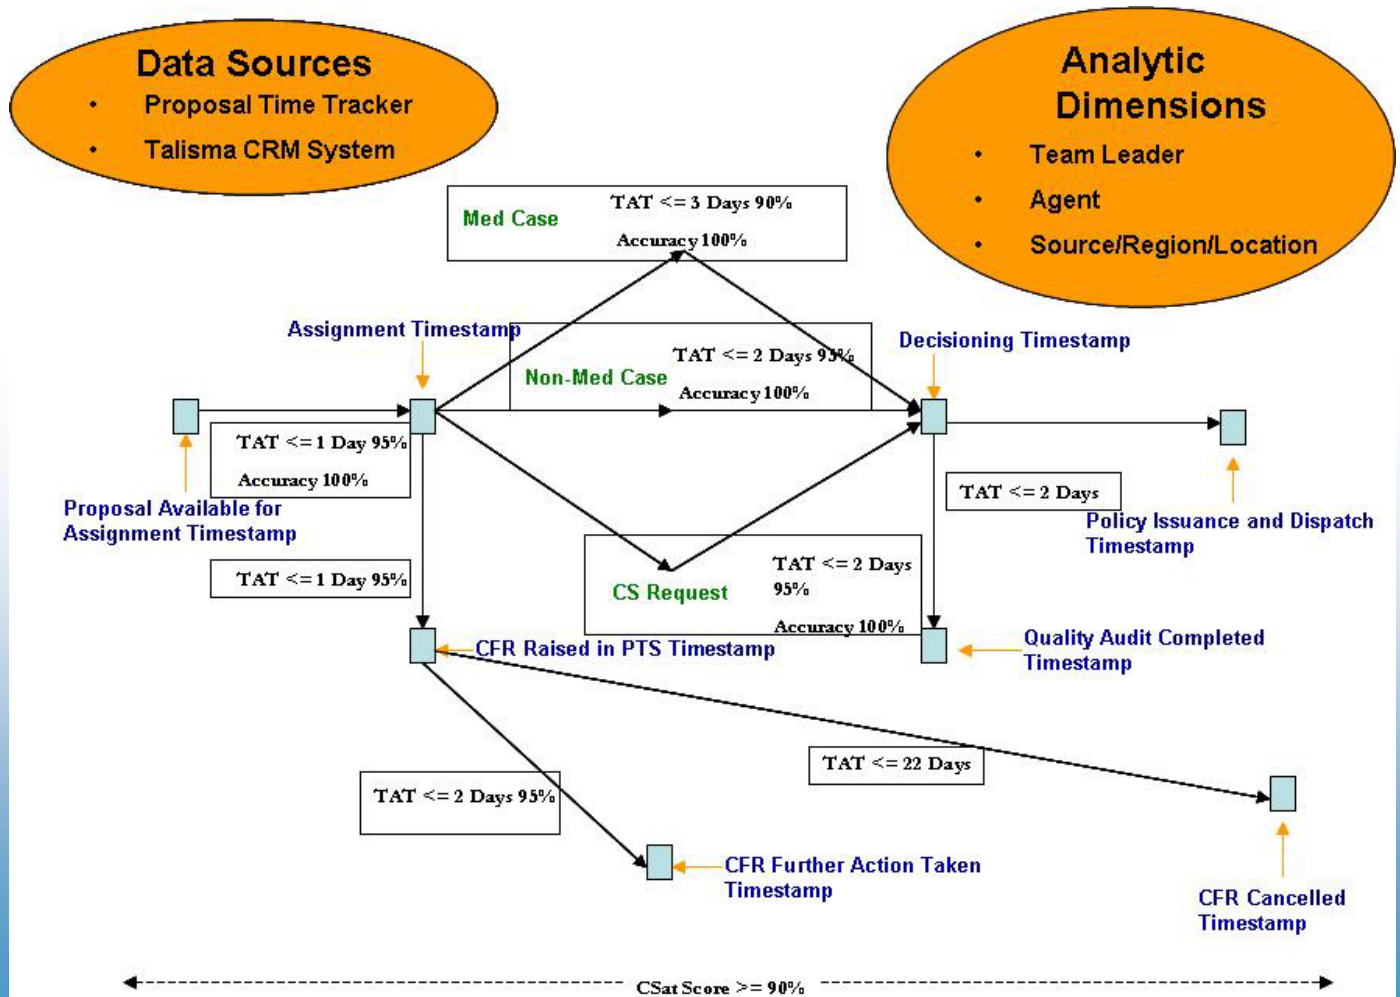 Data Sources
• Proposal Time Tracker
• Talisma CRM System
Analytic
Dimensions
• Team Leader
• Agent
• Source/Region/Location
Med Case
TAT <= 3 Days 90%
Accuracy 100%
Assignment Timestamp
Non-Med Case
TAT <= 2 Days 95%
Accuracy 100%
Decisioning Timestamp
TAT <= 1 Day 95%
Accuracy 100%
Proposal Available for
Assignment Timestamp
TAT <= 2 Days
Policy Issuance and Dispatch
Timestamp
TAT <= 1 Day 95%
CS Request
TAT <= 2 Days
95%
Accuracy 100%
CFR Raised in PTS Timestamp
Quality Audit Completed
Timestamp
TAT <= 22 Days
TAT <= 2 Days 95%
CFR Further Action Taken
Timestamp
CFR Cancelled
Timestamp
CSat Score >= 90%